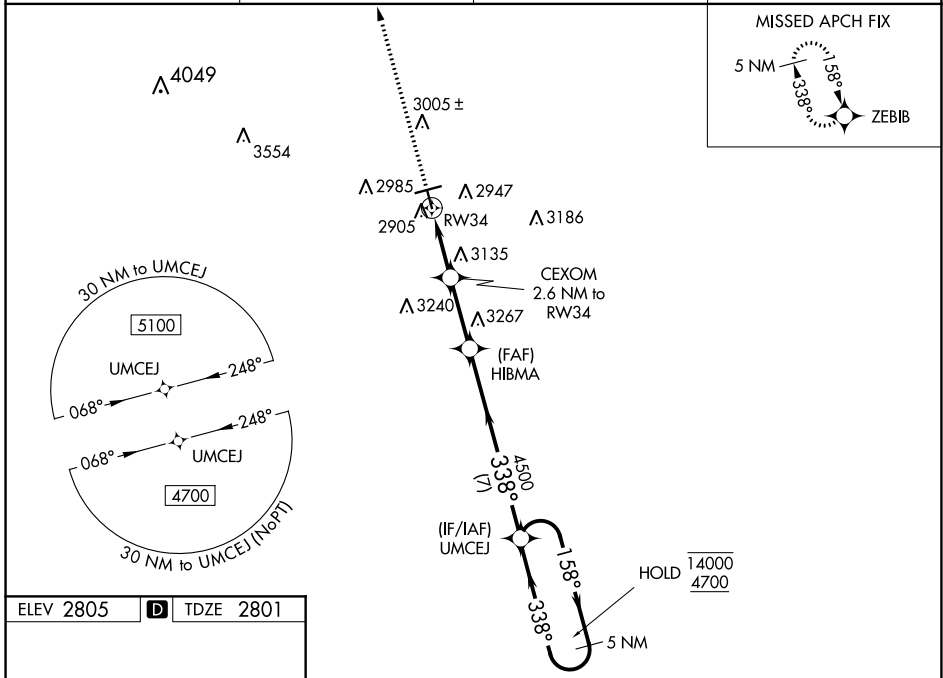 MISSED APCH FIX
5 NM
158°
338°
ZEBIB
4049
3554
3005 ±
2985
2947
2905
RW34
3186
3135
CEXOM
2.6 NM to
RW34
3240
3267
(FAF)
HIBMA
30 NM to UMCEJ
5100
UMCEJ
248°
068°
248°
068°
UMCEJ
4700
30 NM to UMCEJ (NoPT)
4500
338°
(7)
(IF/IAF)
UMCEJ
158°
338°
HOLD
14000
4700
5 NM
ELEV 2805
D
TDZE 2801